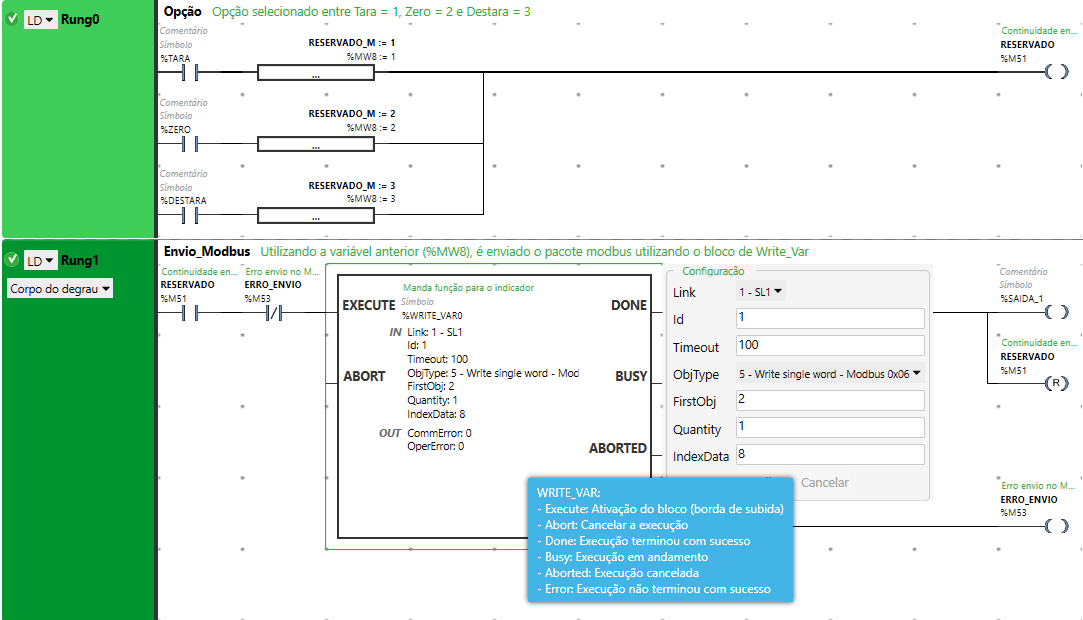 LD Rung0
Opção Opção selecionado entre Tara = 1, Zero = 2 e Destara = 3
Comentário
Símbolo
%TARA
RESERVADO_M := 1
%MW8 := 1
...
Continuidade en...
RESERVADO
%M51
Comentário
Símbolo
%ZERO
RESERVADO_M := 2
%MW8 := 2
...
Comentário
Símbolo
%DESTARA
RESERVADO_M := 3
%MW8 := 3
...
LD Rung1
Corpo do degrau
Envio_Modbus Utilizando a variável anterior (%MW8), é enviado o pacote modbus utilizando o bloco de Write_Var
Continuidade en...
RESERVADO
%M51
Erro envio no M...
ERRO_ENVIO
%M53
Manda função para o indicador
Símbolo
%WRITE_VAR0
EXECUTE
ABORT
IN Link: 1 - SL1
Id: 1
Timeout: 100
ObjType: 5 - Write single word - Mod
FirstObj: 2
Quantity: 1
IndexData: 8
OUT CommError: 0
OperError: 0
DONE
BUSY
ABORTED
Configuração
Link 1 - SL1
Id 1
Timeout 100
ObjType 5 - Write single word - Modbus 0x06
FirstObj 2
Quantity 1
IndexData 8
Cancelar
Comentário
Símbolo
%SAIDA_1
Continuidade en...
RESERVADO
%M51
R
Erro envio no M...
ERRO_ENVIO
%M53
WRITE_VAR:
- Execute: Ativação do bloco (borda de subida)
- Abort: Cancelar a execução
- Done: Execução terminou com sucesso
- Busy: Execução em andamento
- Aborted: Execução cancelada
- Error: Execução não terminou com sucesso